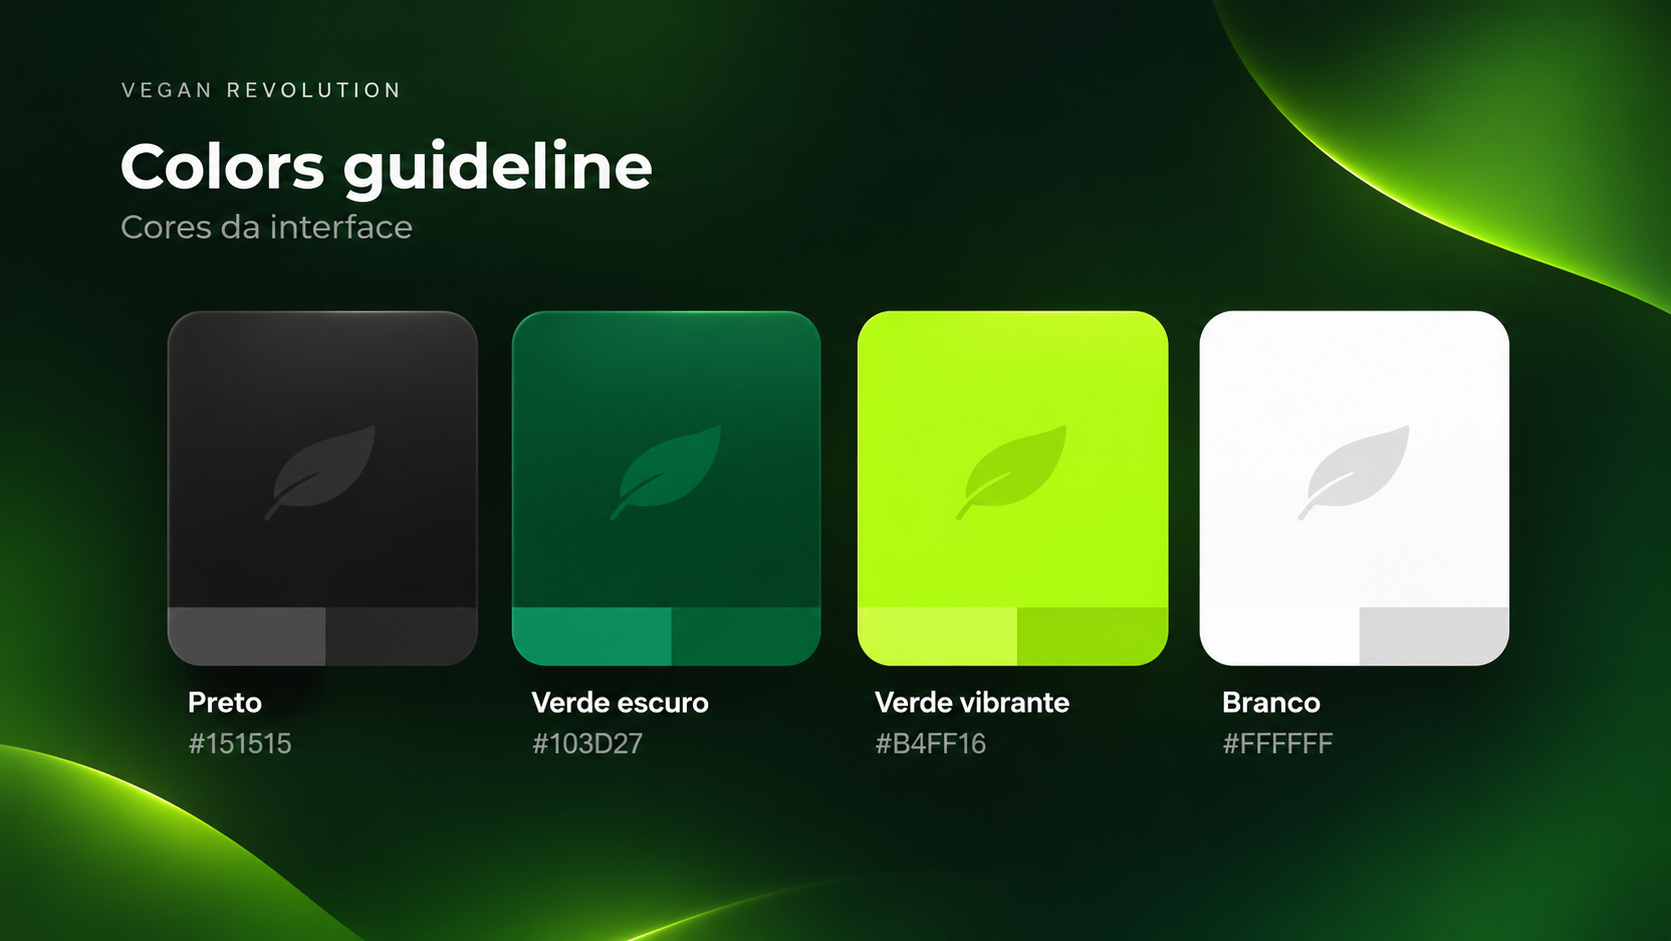 VEGAN REVOLUTION
Colors guideline
Cores da interface
Preto
#151515
Verde escuro
#103D27
Verde vibrante
#B4FF16
Branco
#FFFFFF